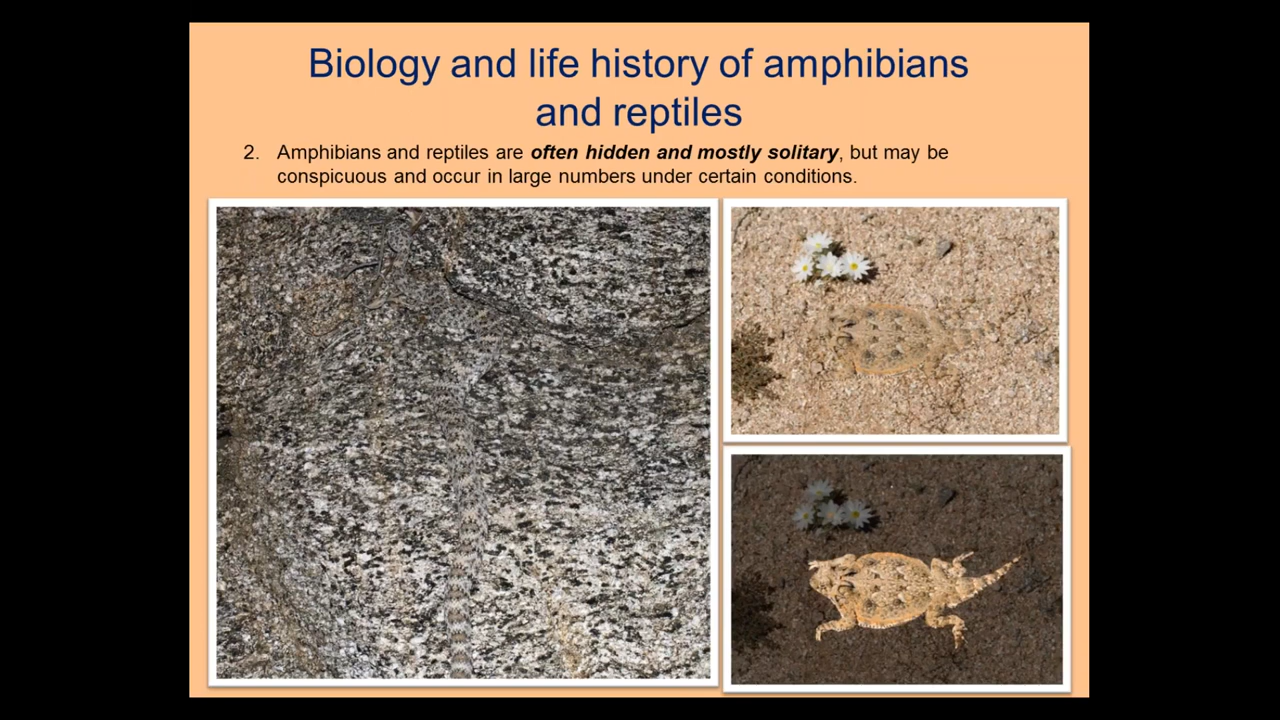 Biology and life history of amphibians
and reptiles
2. Amphibians and reptiles are often hidden and mostly solitary, but may be
conspicuous and occur in large numbers under certain conditions.